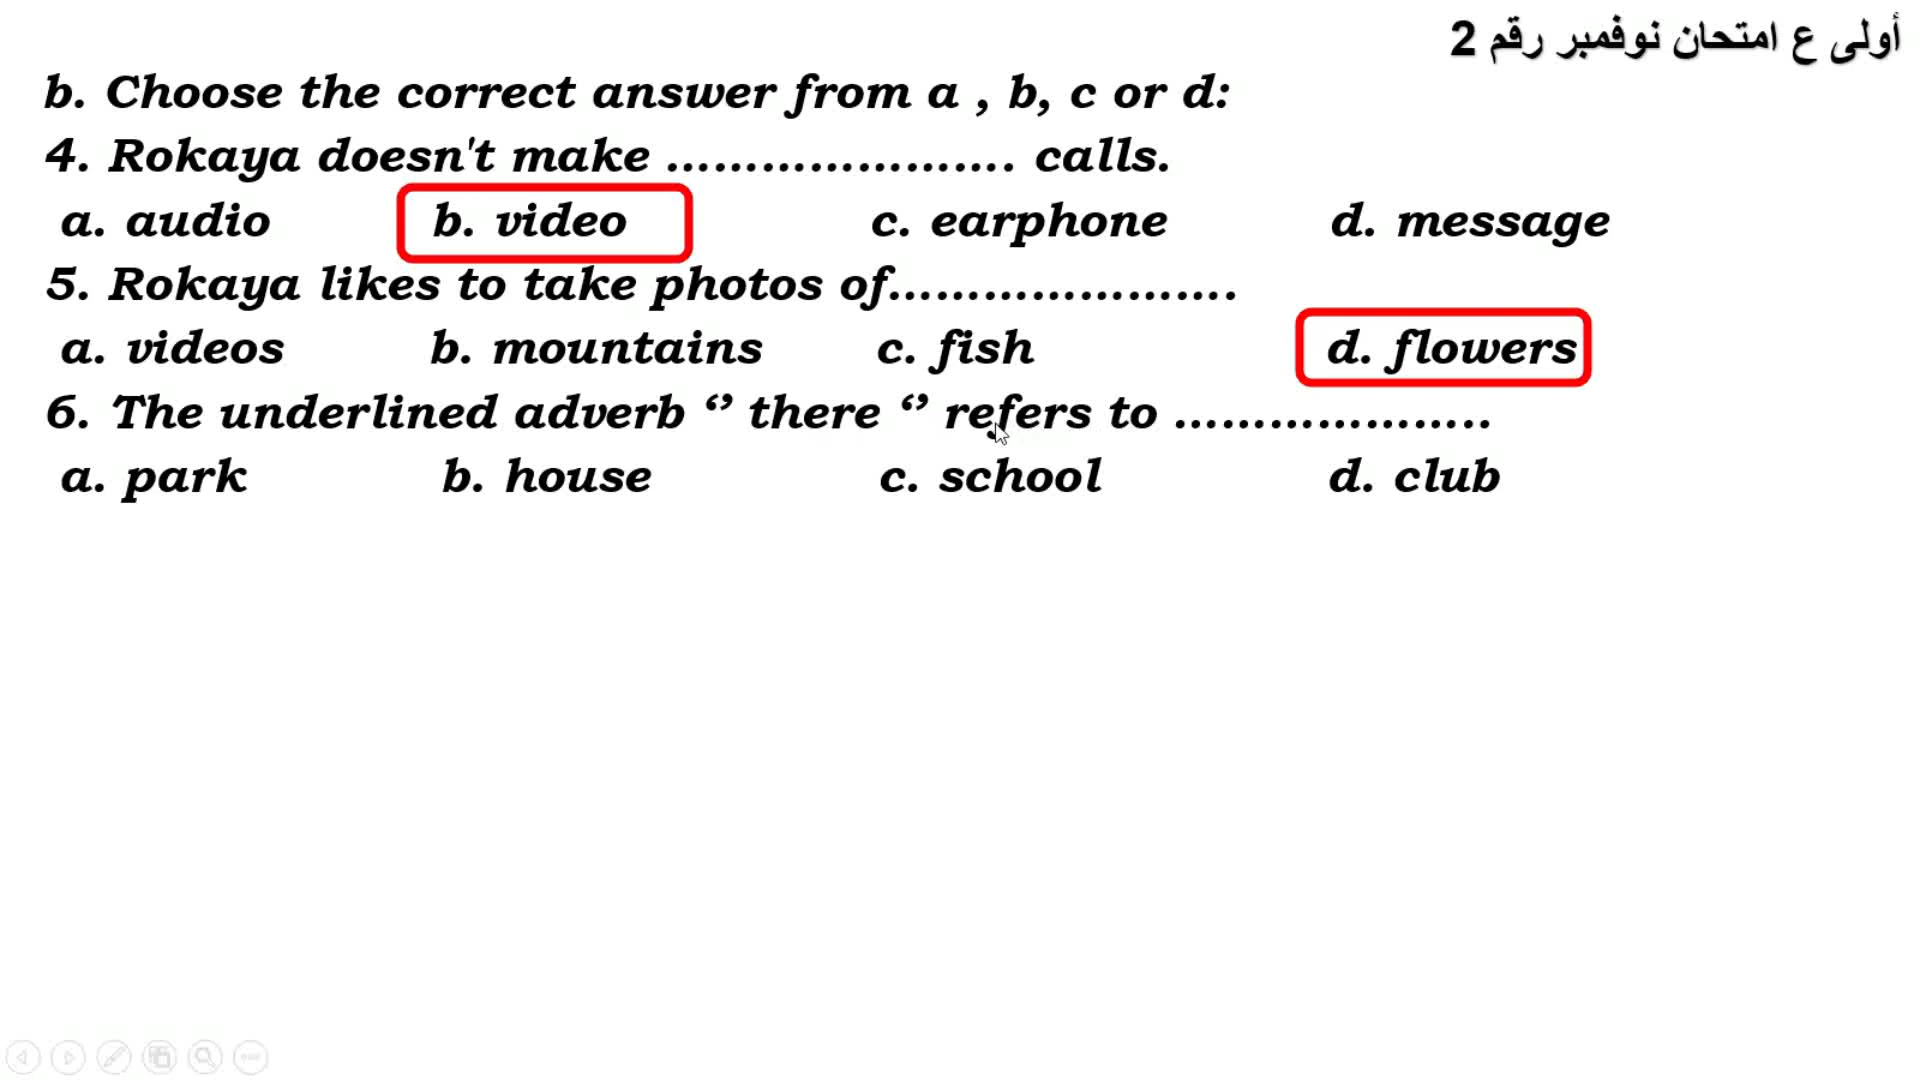 أولى ع امتحان نوفمبر رقم 2
b. Choose the correct answer from a , b, c or d:
4. Rokaya doesn't make ...................... calls.
a. audio b. video c. earphone d. message
5. Rokaya likes to take photos of......................
a. videos b. mountains c. fish d. flowers
6. The underlined adverb ‘’ there ‘’ refers to ....................
a. park b. house c. school d. club